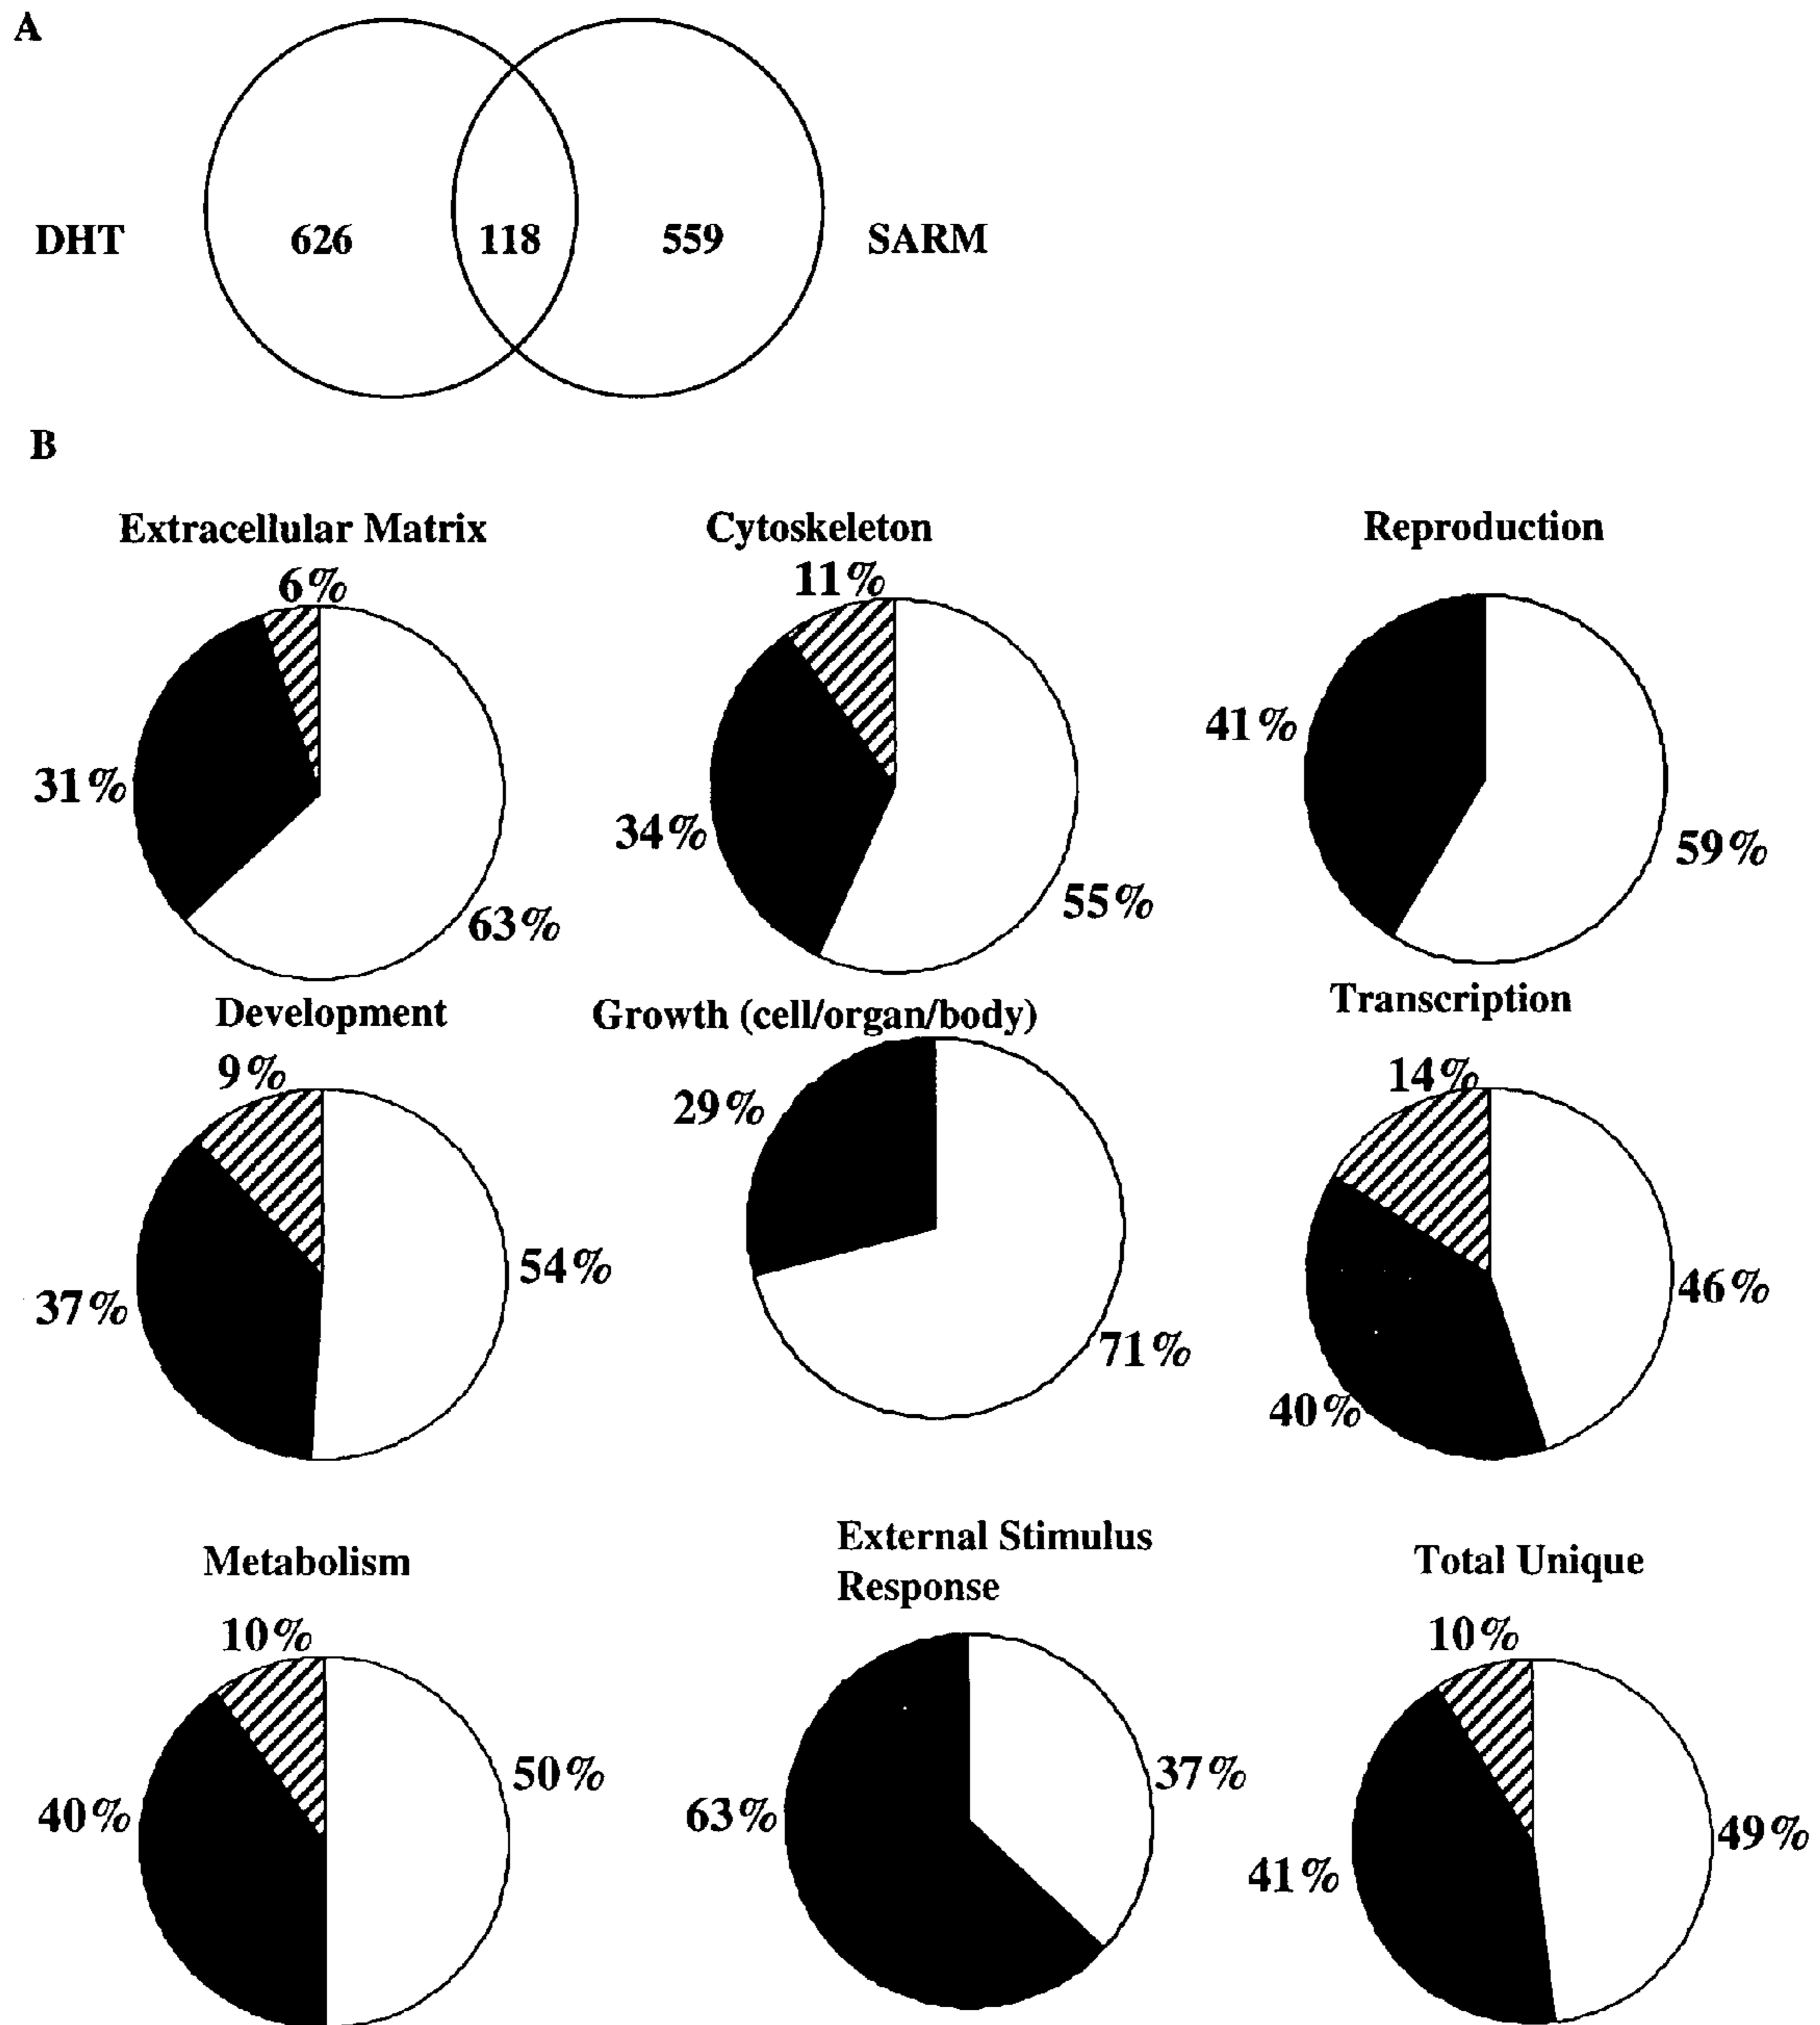 A
DHT 626 118 559 SARM
B
Extracellular Matrix Cytoskeleton Reproduction
6% 11%
41%
31%
34%
59%
55%
63%
Development Growth (cell/organ/body) Transcription
9% 14%
29%
54%
46%
37%
71%
40%
Metabolism External Stimulus
Response Total Unique
10% 10%
50% 37%
40% 63% 49%
41%